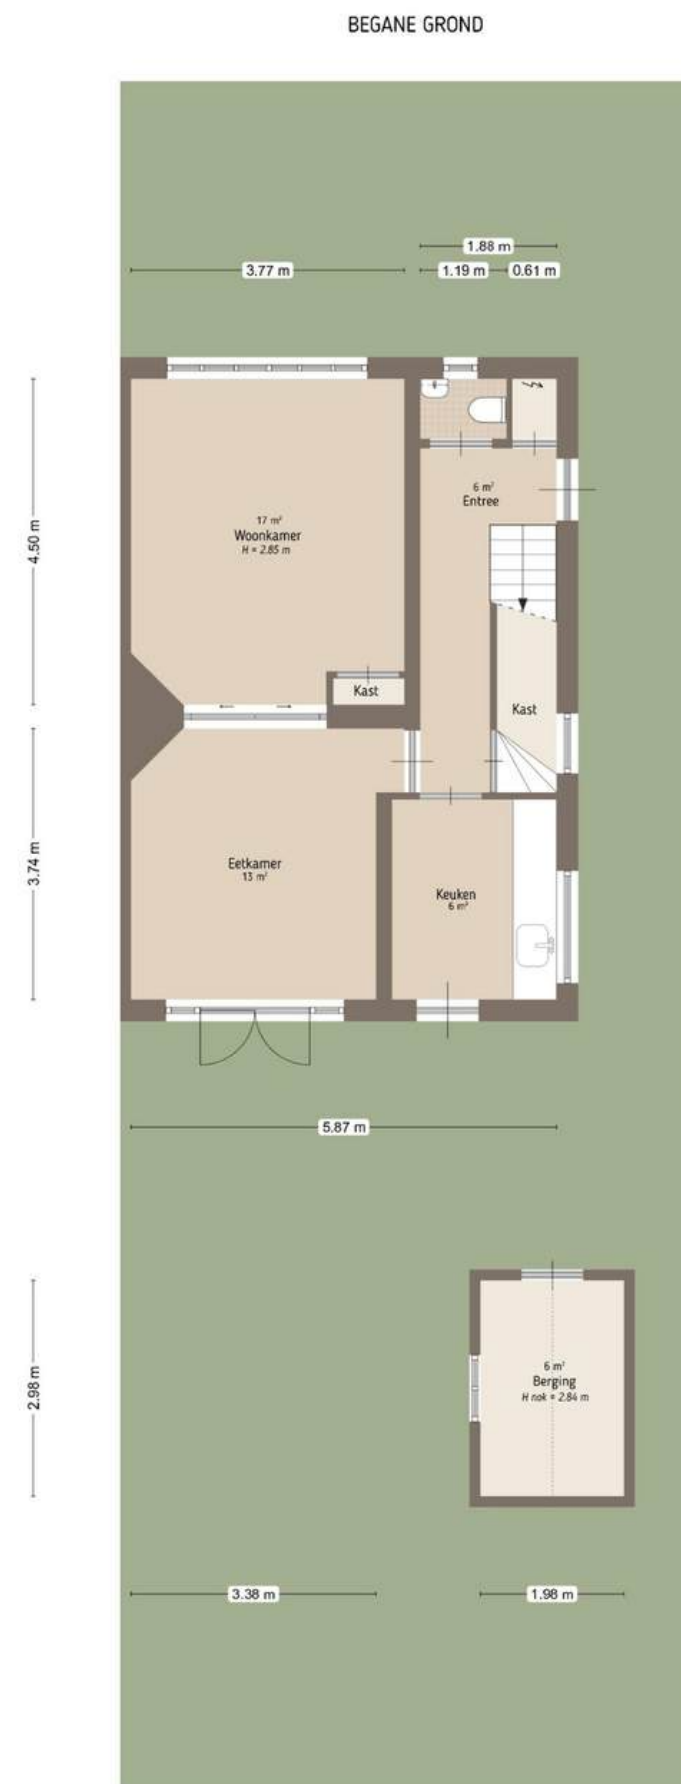 BEGANE GROND
1.88 m
3.77 m
1.19 m
0.61 m
4.50 m
6 m²
Entree
17 m²
Woonkamer
H = 2.85 m
Kast
Kast
3.74 m
Eetkamer
13 m²
Keuken
6 m²
5.87 m
2.98 m
6 m²
Berging
H nok = 2.84 m
3.38 m
1.98 m